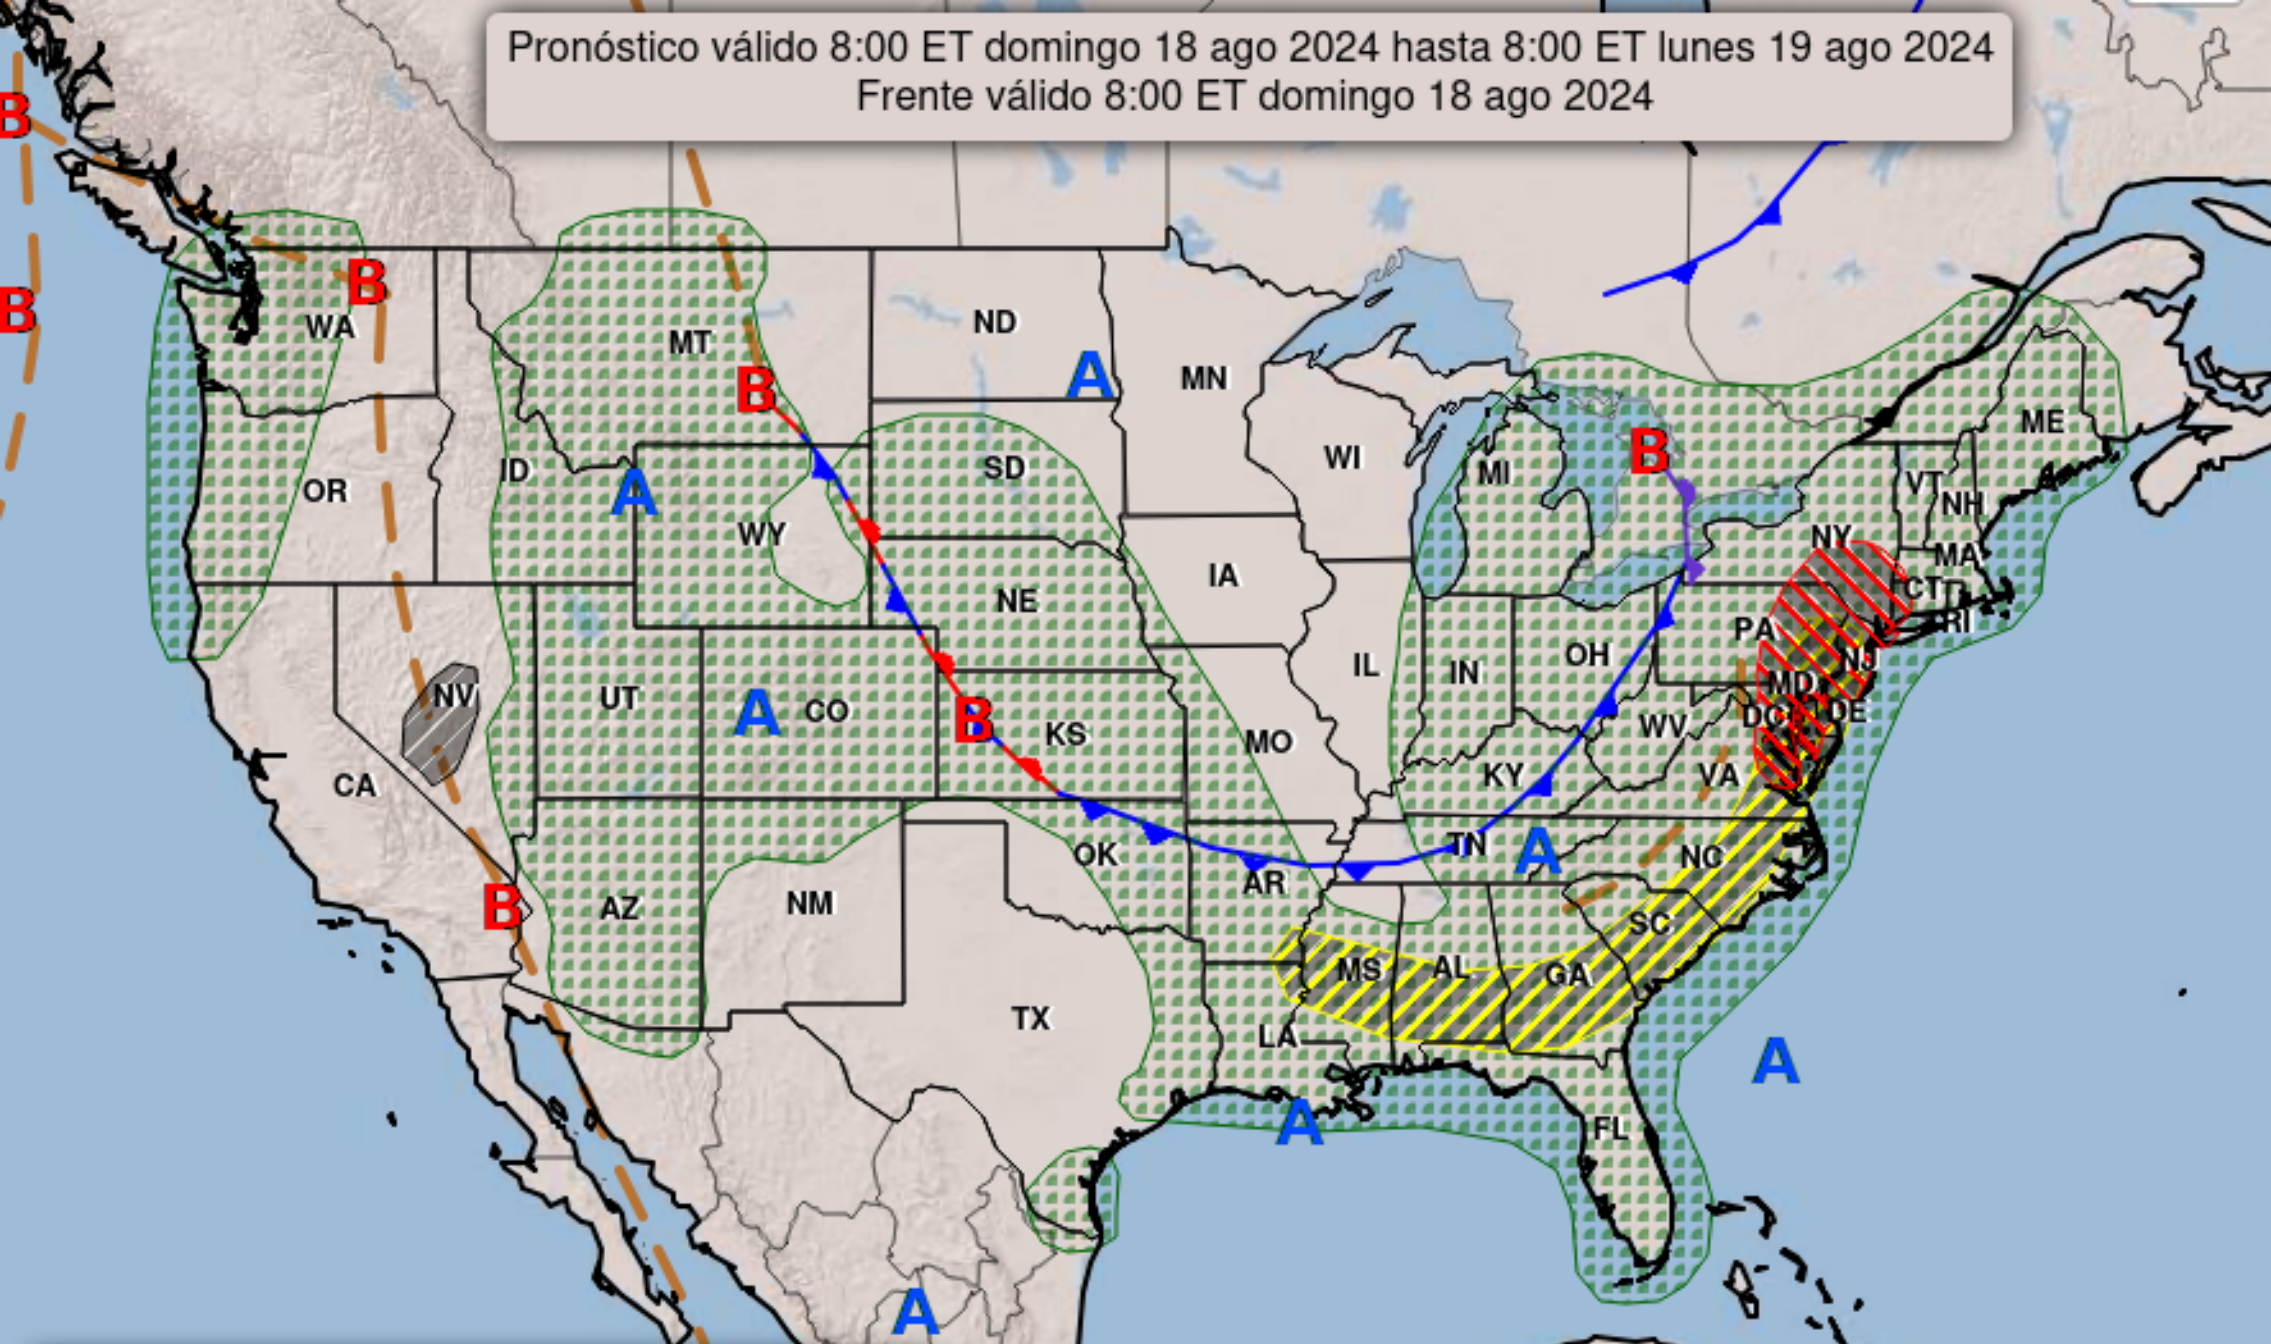 Pronóstico válido 8:00 ET domingo 18 ago 2024 hasta 8:00 ET lunes 19 ago 2024
Frente válido 8:00 ET domingo 18 ago 2024
B
B
B
WA
MT
ND
A
MN
B
OR
ID
A
WY
SD
WI
MI
B
ME
VT
NH
NY
MA
CT
RI
NE
IA
IL
IN
OH
PA
NJ
MD
DC
DE
NV
UT
A
CO
B
KS
MO
KY
WV
VA
CA
B
AZ
NM
OK
AR
TN
A
NC
SC
TX
LA
MS
AL
GA
A
A
FL
A